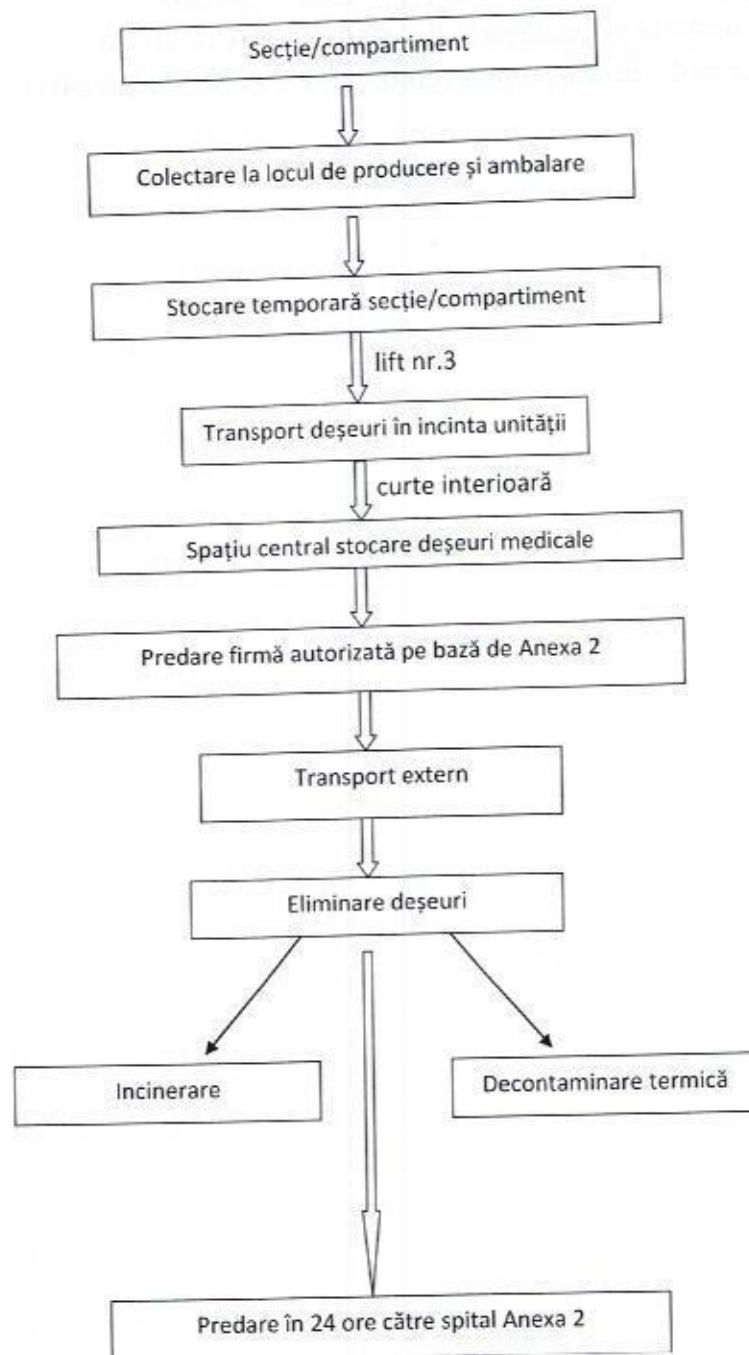 Secție/compartiment
Colectare la locul de producere și ambalare
Stocare temporară secție/compartiment
lift nr.3
Transport deșeuri în incinta unității
curte interioară
Spațiu central stocare deșeuri medicale
Predare firmă autorizată pe bază de Anexa 2
Transport extern
Eliminare deșeuri
Incinerare
Decontaminare termică
Predare în 24 ore către spital Anexa 2